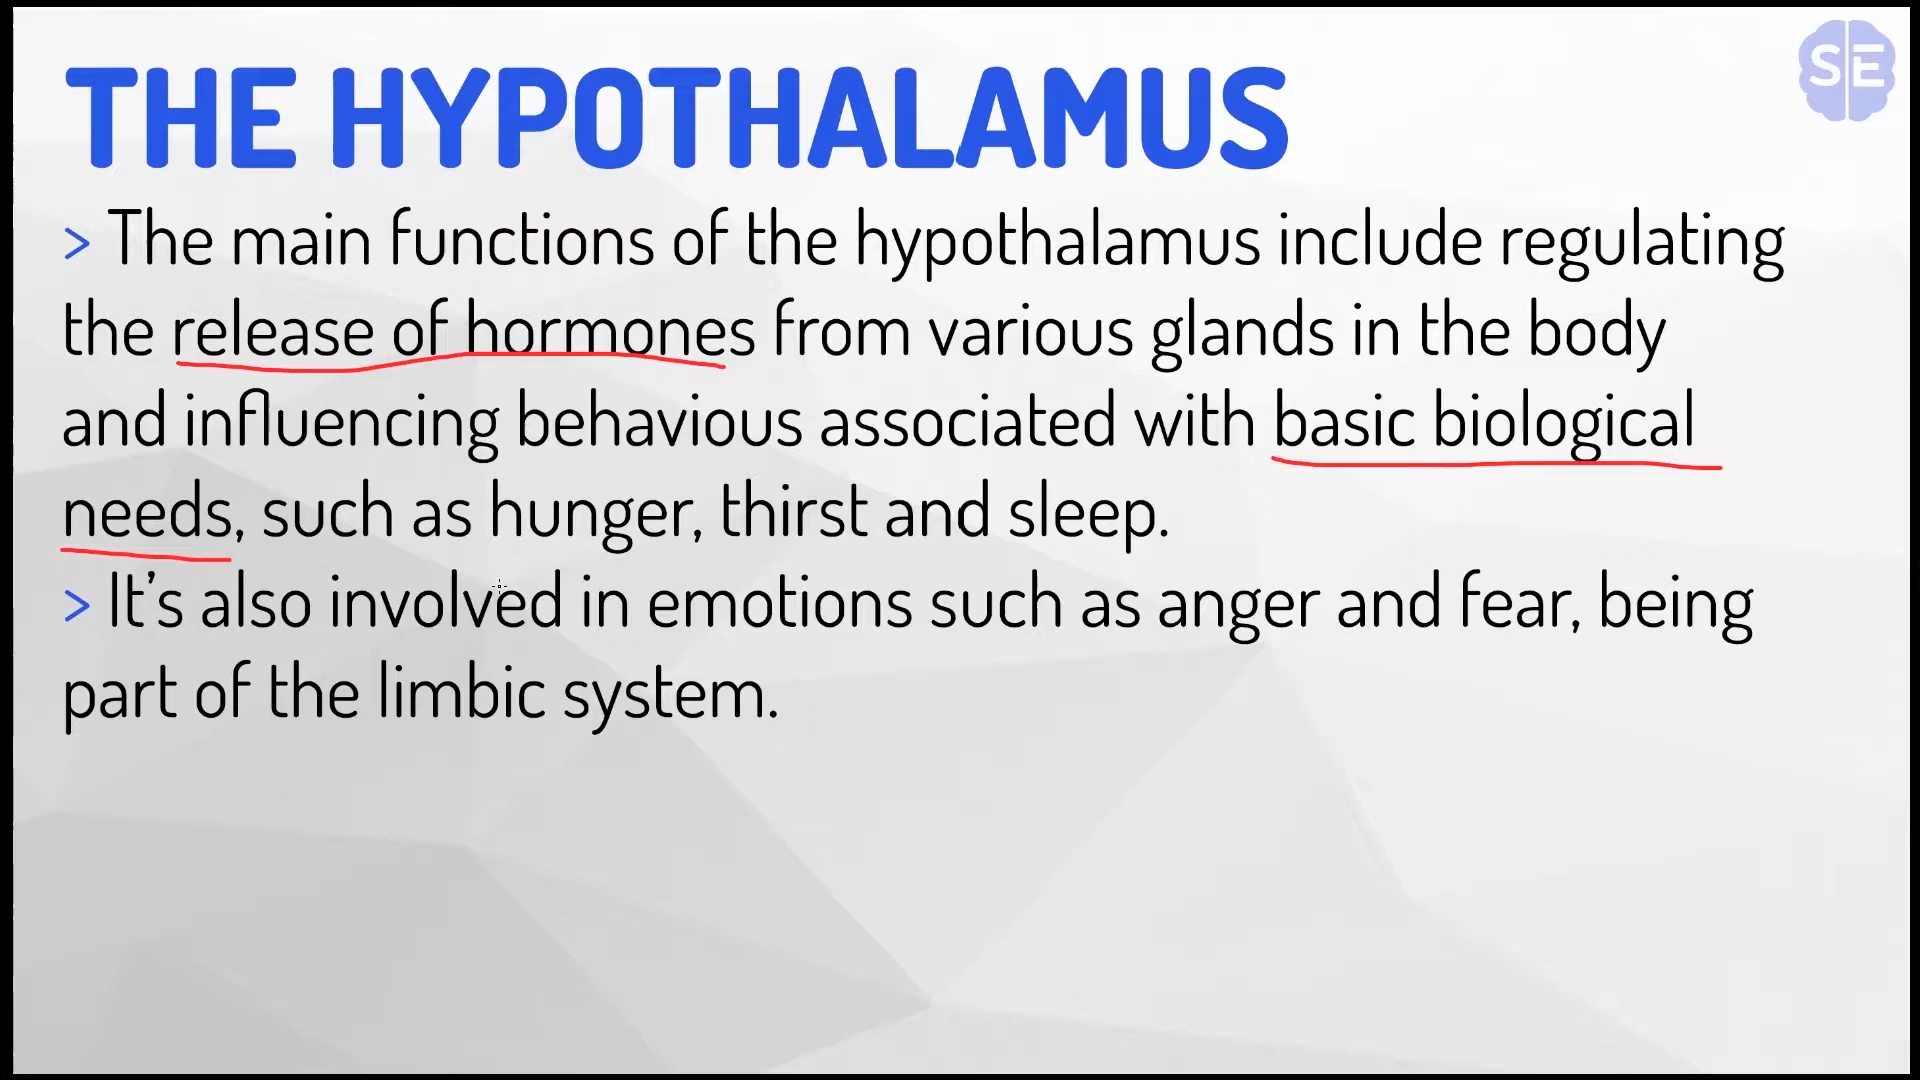 SE
THE HYPOTHALAMUS
> The main functions of the hypothalamus include regulating
the release of hormones from various glands in the body
and influencing behavious associated with basic biological
needs, such as hunger, thirst and sleep.
> It’s also involved in emotions such as anger and fear, being
part of the limbic system.